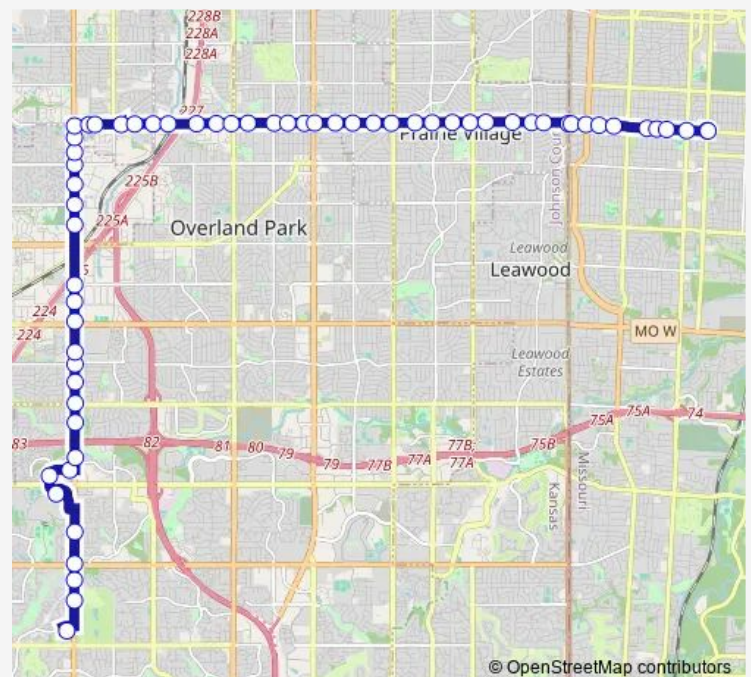 228B
228A
228A
227
Prairie Village
225B
225A
Overland Park
Johnson Coun
Leawood
Leawood
224
224
MO W
Leawood
Estates
83
82
81
80
79
79
77B
77A
77B;
77A
75B
75A
75A
74
Missouri
Kansas
© OpenStreetMap contributors